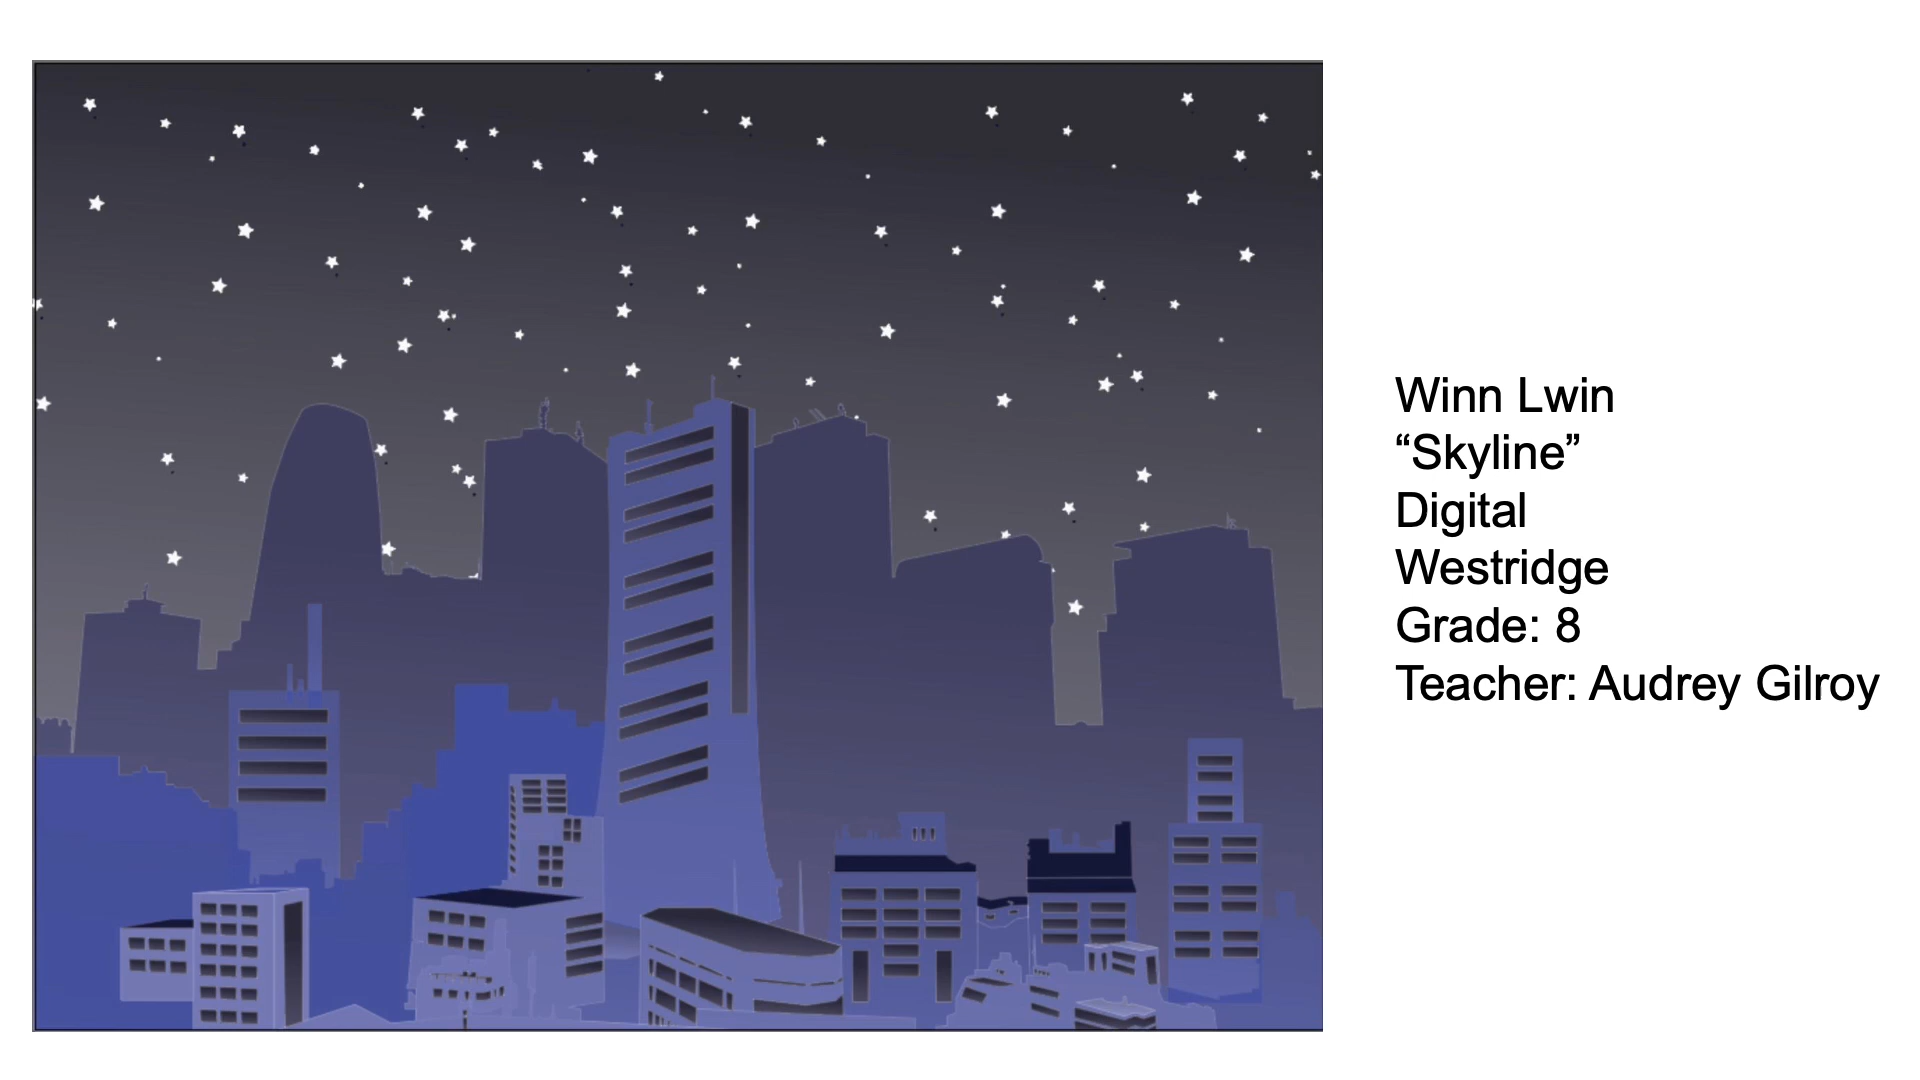 Winn Lwin
“Skyline”
Digital
Westridge
Grade: 8
Teacher: Audrey Gilroy